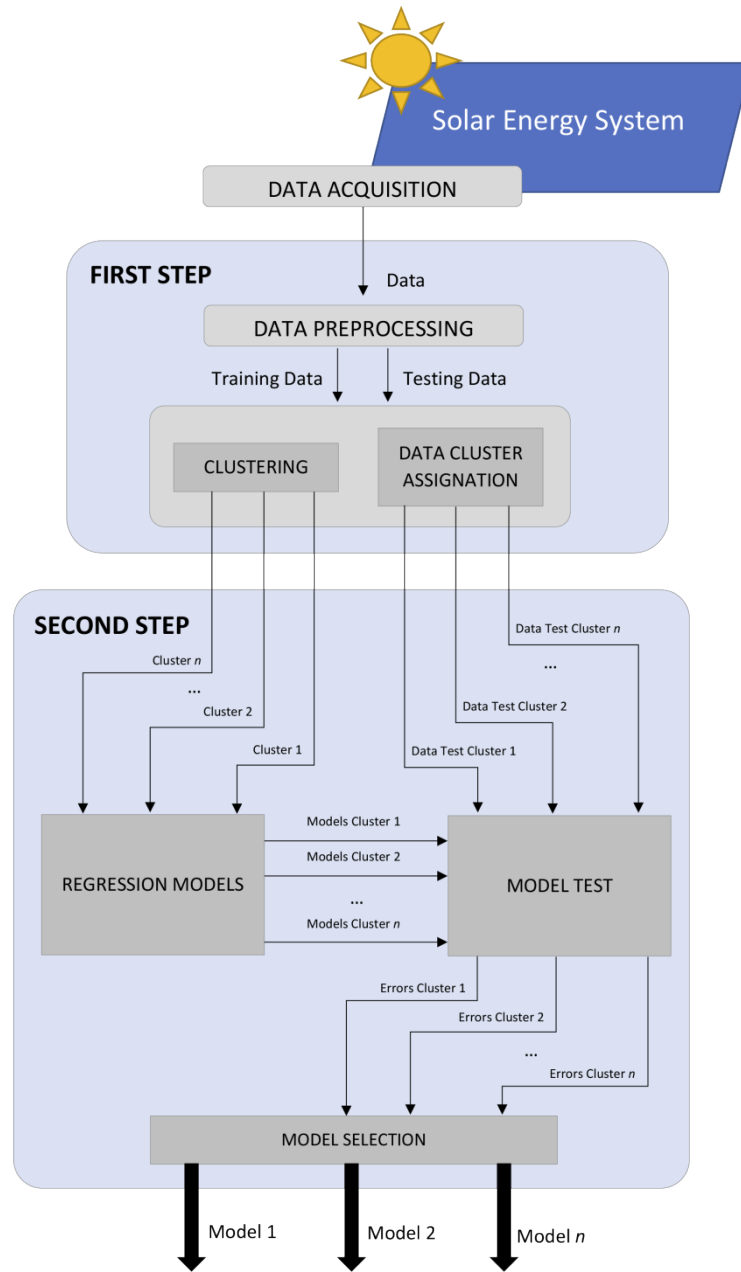 Solar Energy System
DATA ACQUISITION
FIRST STEP
Data
DATA PREPROCESSING
Training Data
Testing Data
CLUSTERING
DATA CLUSTER
ASSIGNATION
SECOND STEP
Data Test Cluster n
...
Cluster n
...
Cluster 2
Data Test Cluster 2
Cluster 1
Data Test Cluster 1
REGRESSION MODELS
Models Cluster 1
Models Cluster 2
...
Models Cluster n
MODEL TEST
Errors Cluster 1
Errors Cluster 2
...
Errors Cluster n
MODEL SELECTION
Model 1
Model 2
Model n